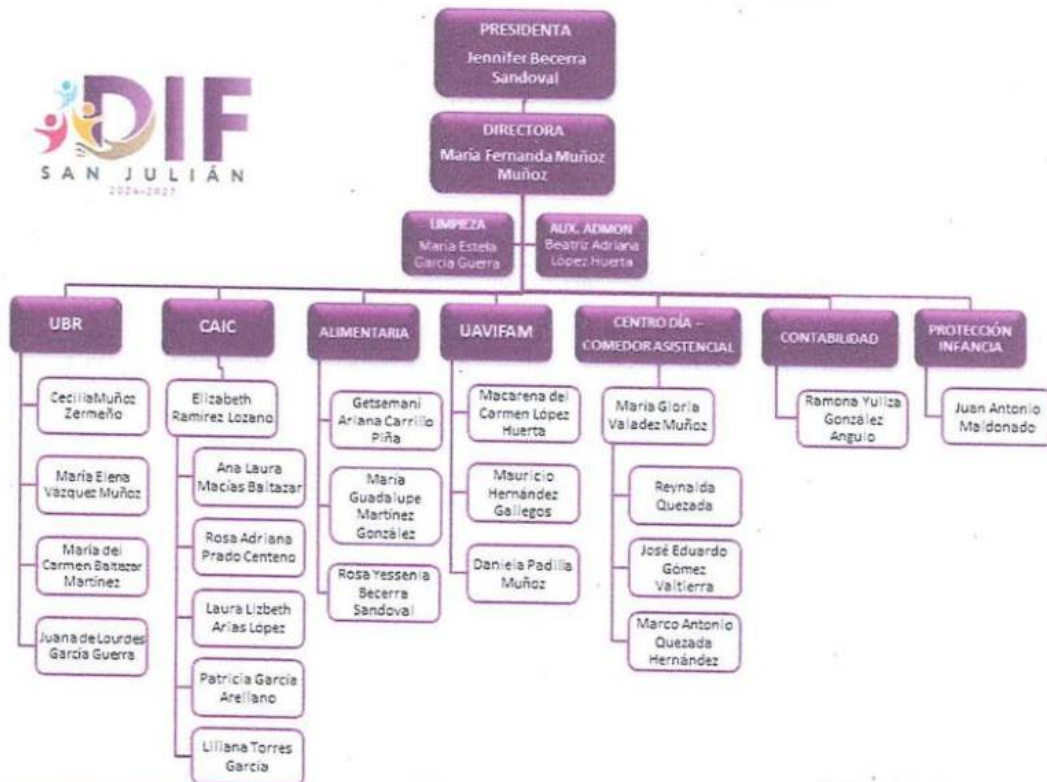 PRESIDENTA
Jennifer Becerra
Sandoval
DIF
SAN JULIÁN
2024-2027
DIRECTORA
María Fernanda Muñoz
Muñoz
LIMPIEZA
María Estela
García Guerra
AUX. ADMON
Beatriz Adriana
López Huerta
UBR
CeciliaMuñoz
Zermeño
María Elena
Vázquez Muñoz
María del
Carmen Baltazar
Martínez
Juana de Lourdes
García Guerra
CAIC
Elizabeth
Ramírez Lozano
Ana Laura
Macías Baltazar
Rosa Adriana
Prado Centeno
Laura Lizbeth
Arias López
Patricia García
Arellano
Liliana Torres
García
ALIMENTARIA
Getsemaní
Ariana Carrillo
Piña
María
Guadalupe
Martínez
González
Rosa Yessenia
Becerra
Sandoval
UAVIFAM
Macarena del
Carmen López
Huerta
Mauricio
Hernández
Gallegos
Daniela Padilla
Muñoz
CENTRO DÍA –
COMEDOR ASISTENCIAL
María Gloria
Valadez Muñoz
Reynalda
Quezada
José Eduardo
Gómez
Valtierra
Marco Antonio
Quezada
Hernández
CONTABILIDAD
Ramona Yuliza
González
Angulo
PROTECCIÓN
INFANCIA
Juan Antonio
Maldonado